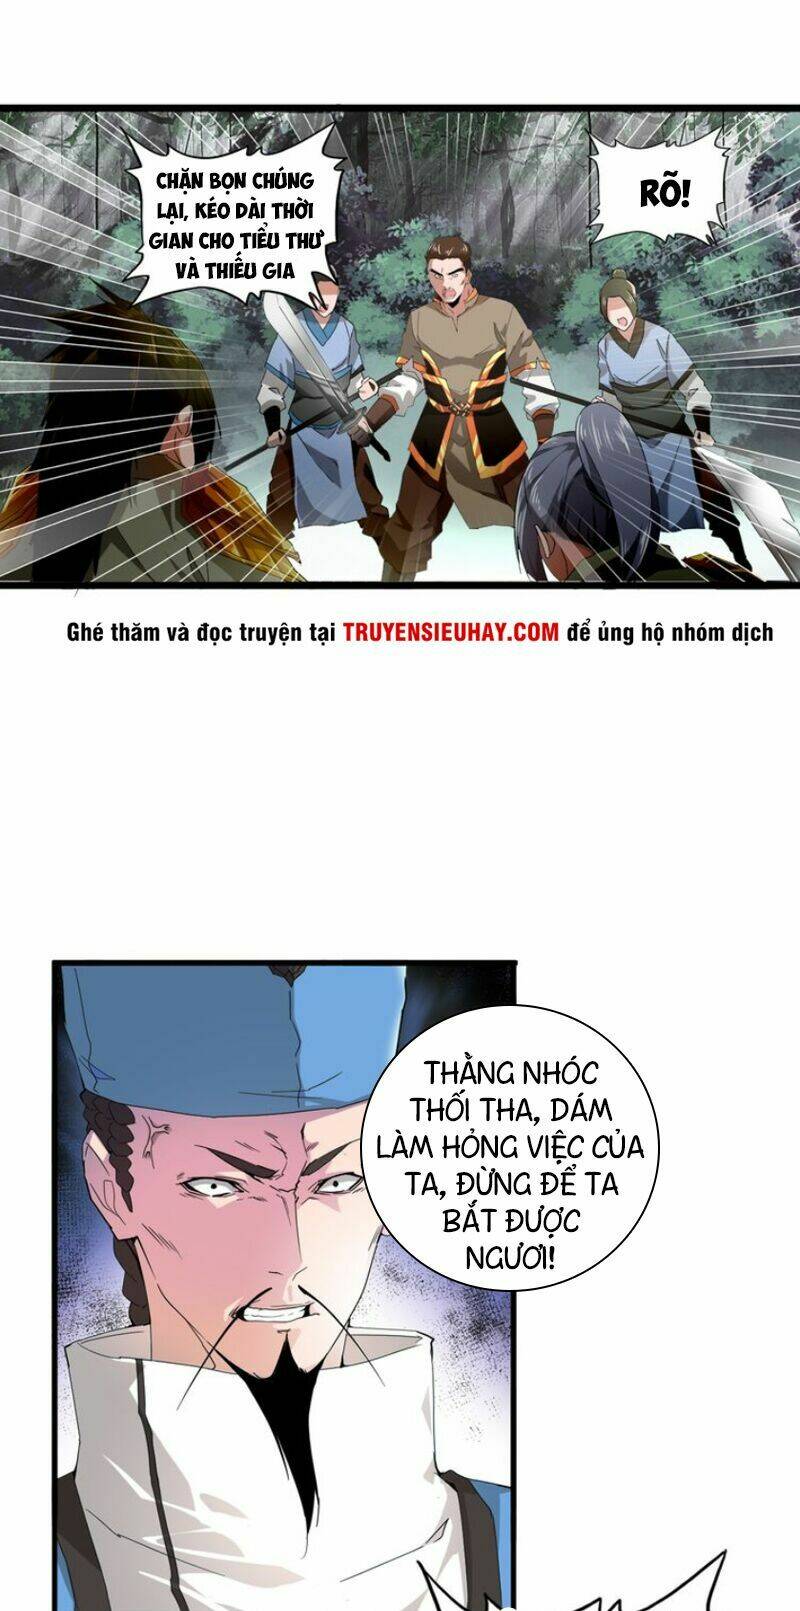 CHẶN BỌN CHÚNG
LẠI, KÉO DÀI THỜI
GIAN CHO TIỂU THƯ
VÀ THIẾU GIA
RÕ!
Ghé thăm và đọc truyện tại TRUYENSIEUHAY.COM để ủng hộ nhóm dịch
THẰNG NHÓC
THỐI THA, DÁM
LÀM HỎNG VIỆC CỦA
TA, ĐỪNG ĐỂ TA
BẮT ĐƯỢC
NGƯƠI!